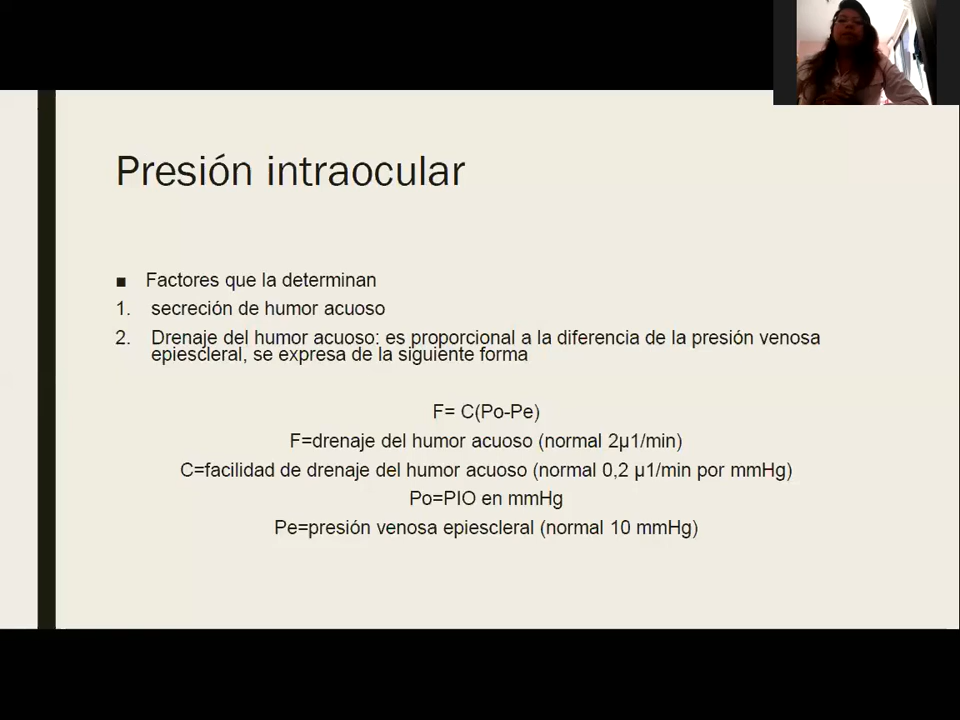 Presión intraocular
■ Factores que la determinan
1. secreción de humor acuoso
2. Drenaje del humor acuoso: es proporcional a la diferencia de la presión venosa
epiescleral, se expresa de la siguiente forma
F= C(Po-Pe)
F=drenaje del humor acuoso (normal 2µ1/min)
C=facilidad de drenaje del humor acuoso (normal 0,2 µ1/min por mmHg)
Po=PIO en mmHg
Pe=presión venosa epiescleral (normal 10 mmHg)